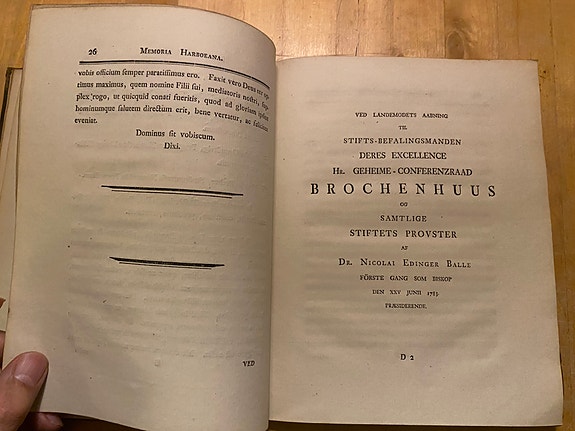 26 MEMORIA HARBOEANA.
vobis officium semper paratissimus ero. Faxit vero Deus ter op-
timus maximus, quem nomine Filii sui, mediatoris nostri, sup-
plex rogo, ut quicquid conati fueritis, quod ad gloriam ipsius,
hominumque salutem directum erit, bene vertatur, ac feliciter
eveniat.
Dominus sit vobiscum.
Dixi.
VED
VED LANDEMODETS AABNING
TIL
STIFTS-BEFALINGSMANDEN
DERES EXCELLENCE
HR. GEHEIME-CONFERENZRAAD
BROCHENHUUS
OG
SAMTLIGE
STIFTETS PROVSTER
AF
DR. NICOLAI EDINGER BALLE
FÖRSTE GANG SOM BISKOP
DEN XXV JUNII 1783.
PRÆSIDERENDE.
D 2